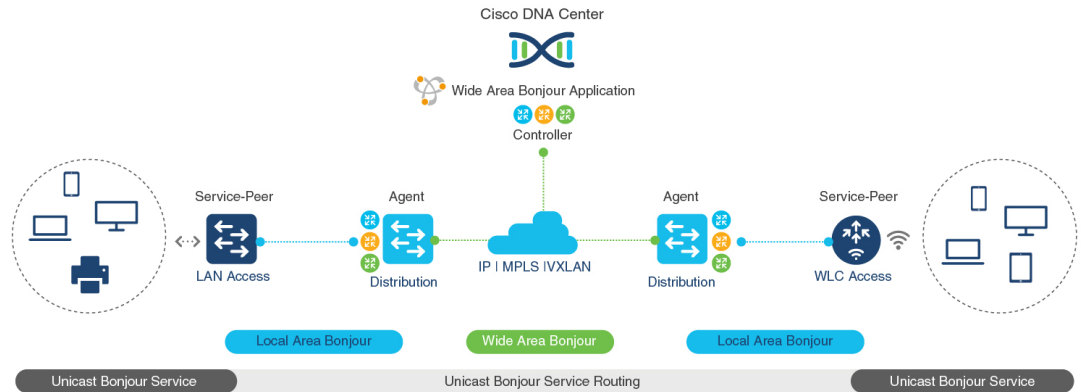 Cisco DNA Center
Wide Area Bonjour Application
Controller
Service-Peer
Agent
Agent
Service-Peer
LAN Access
Distribution
IP | MPLS |VXLAN
Distribution
WLC Access
Local Area Bonjour
Wide Area Bonjour
Local Area Bonjour
Unicast Bonjour Service
Unicast Bonjour Service Routing
Unicast Bonjour Service